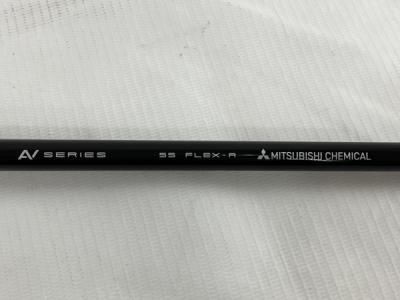 AV SERIES 55 FLEX-R MITSUBISHI CHEMICAL